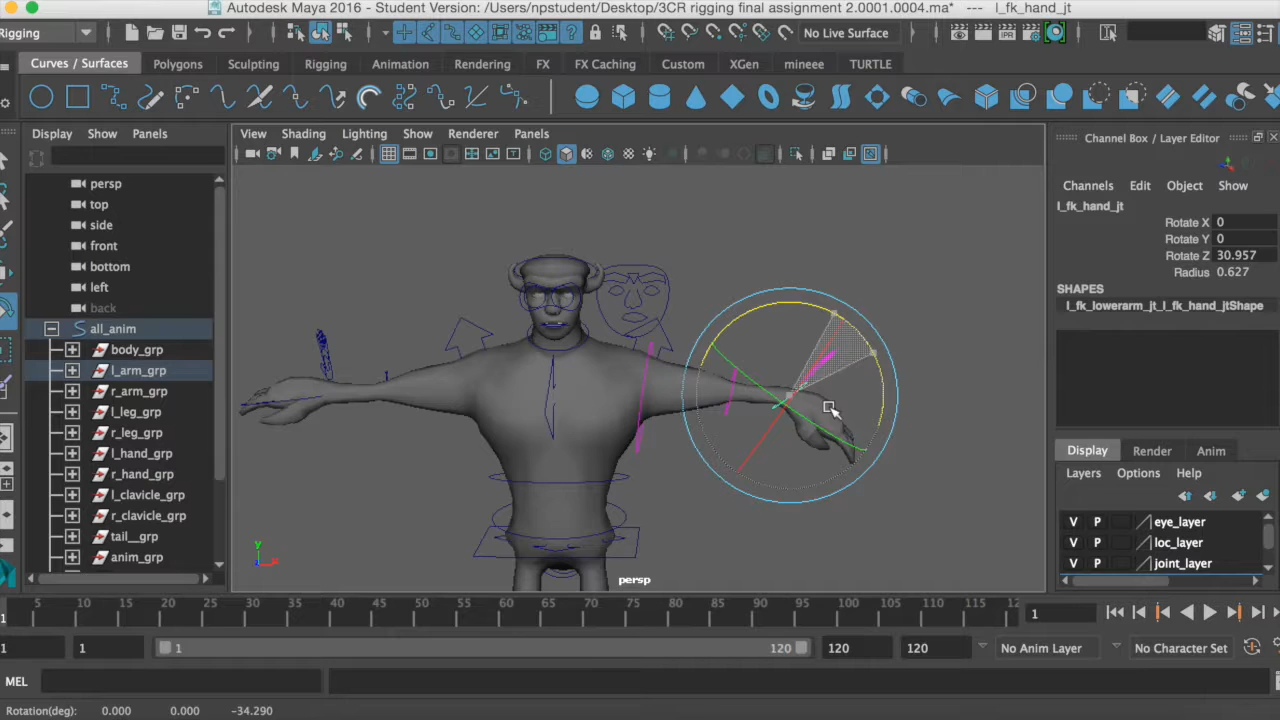 Autodesk Maya 2016 - Student Version: /Users/npstudent/Desktop/3CR rigging final assignment 2.0001.0004.ma* --- l_fk_hand_jt
Rigging
No Live Surface
Curves / Surfaces Polygons Sculpting Rigging Animation Rendering FX FX Caching Custom XGen mineee TURTLE
Display Show Panels
View Shading Lighting Show Renderer Panels
Channel Box / Layer Editor
persp
top
side
front
bottom
left
back
all_anim
body_grp
l_arm_grp
r_arm_grp
l_leg_grp
r_leg_grp
l_hand_grp
r_hand_grp
l_clavicle_grp
r_clavicle_grp
tail__grp
anim_grp
Y
persp
Channels Edit Object Show
l_fk_hand_jt
Rotate X 0
Rotate Y 0
Rotate Z 30.957
Radius 0.627
SHAPES
l_fk_lowerarm_jt_l_fk_hand_jtShape
Display Render Anim
Layers Options Help
V P eye_layer
V P loc_layer
V P joint_layer
5 10 15 20 25 30 35 40 45 50 55 60 65 70 75 80 85 90 95 100 105 110 115 12
1
1
1 1 1 120 120 120 No Anim Layer No Character Set
MEL
Rotation(deg): 0.000 0.000 -34.290